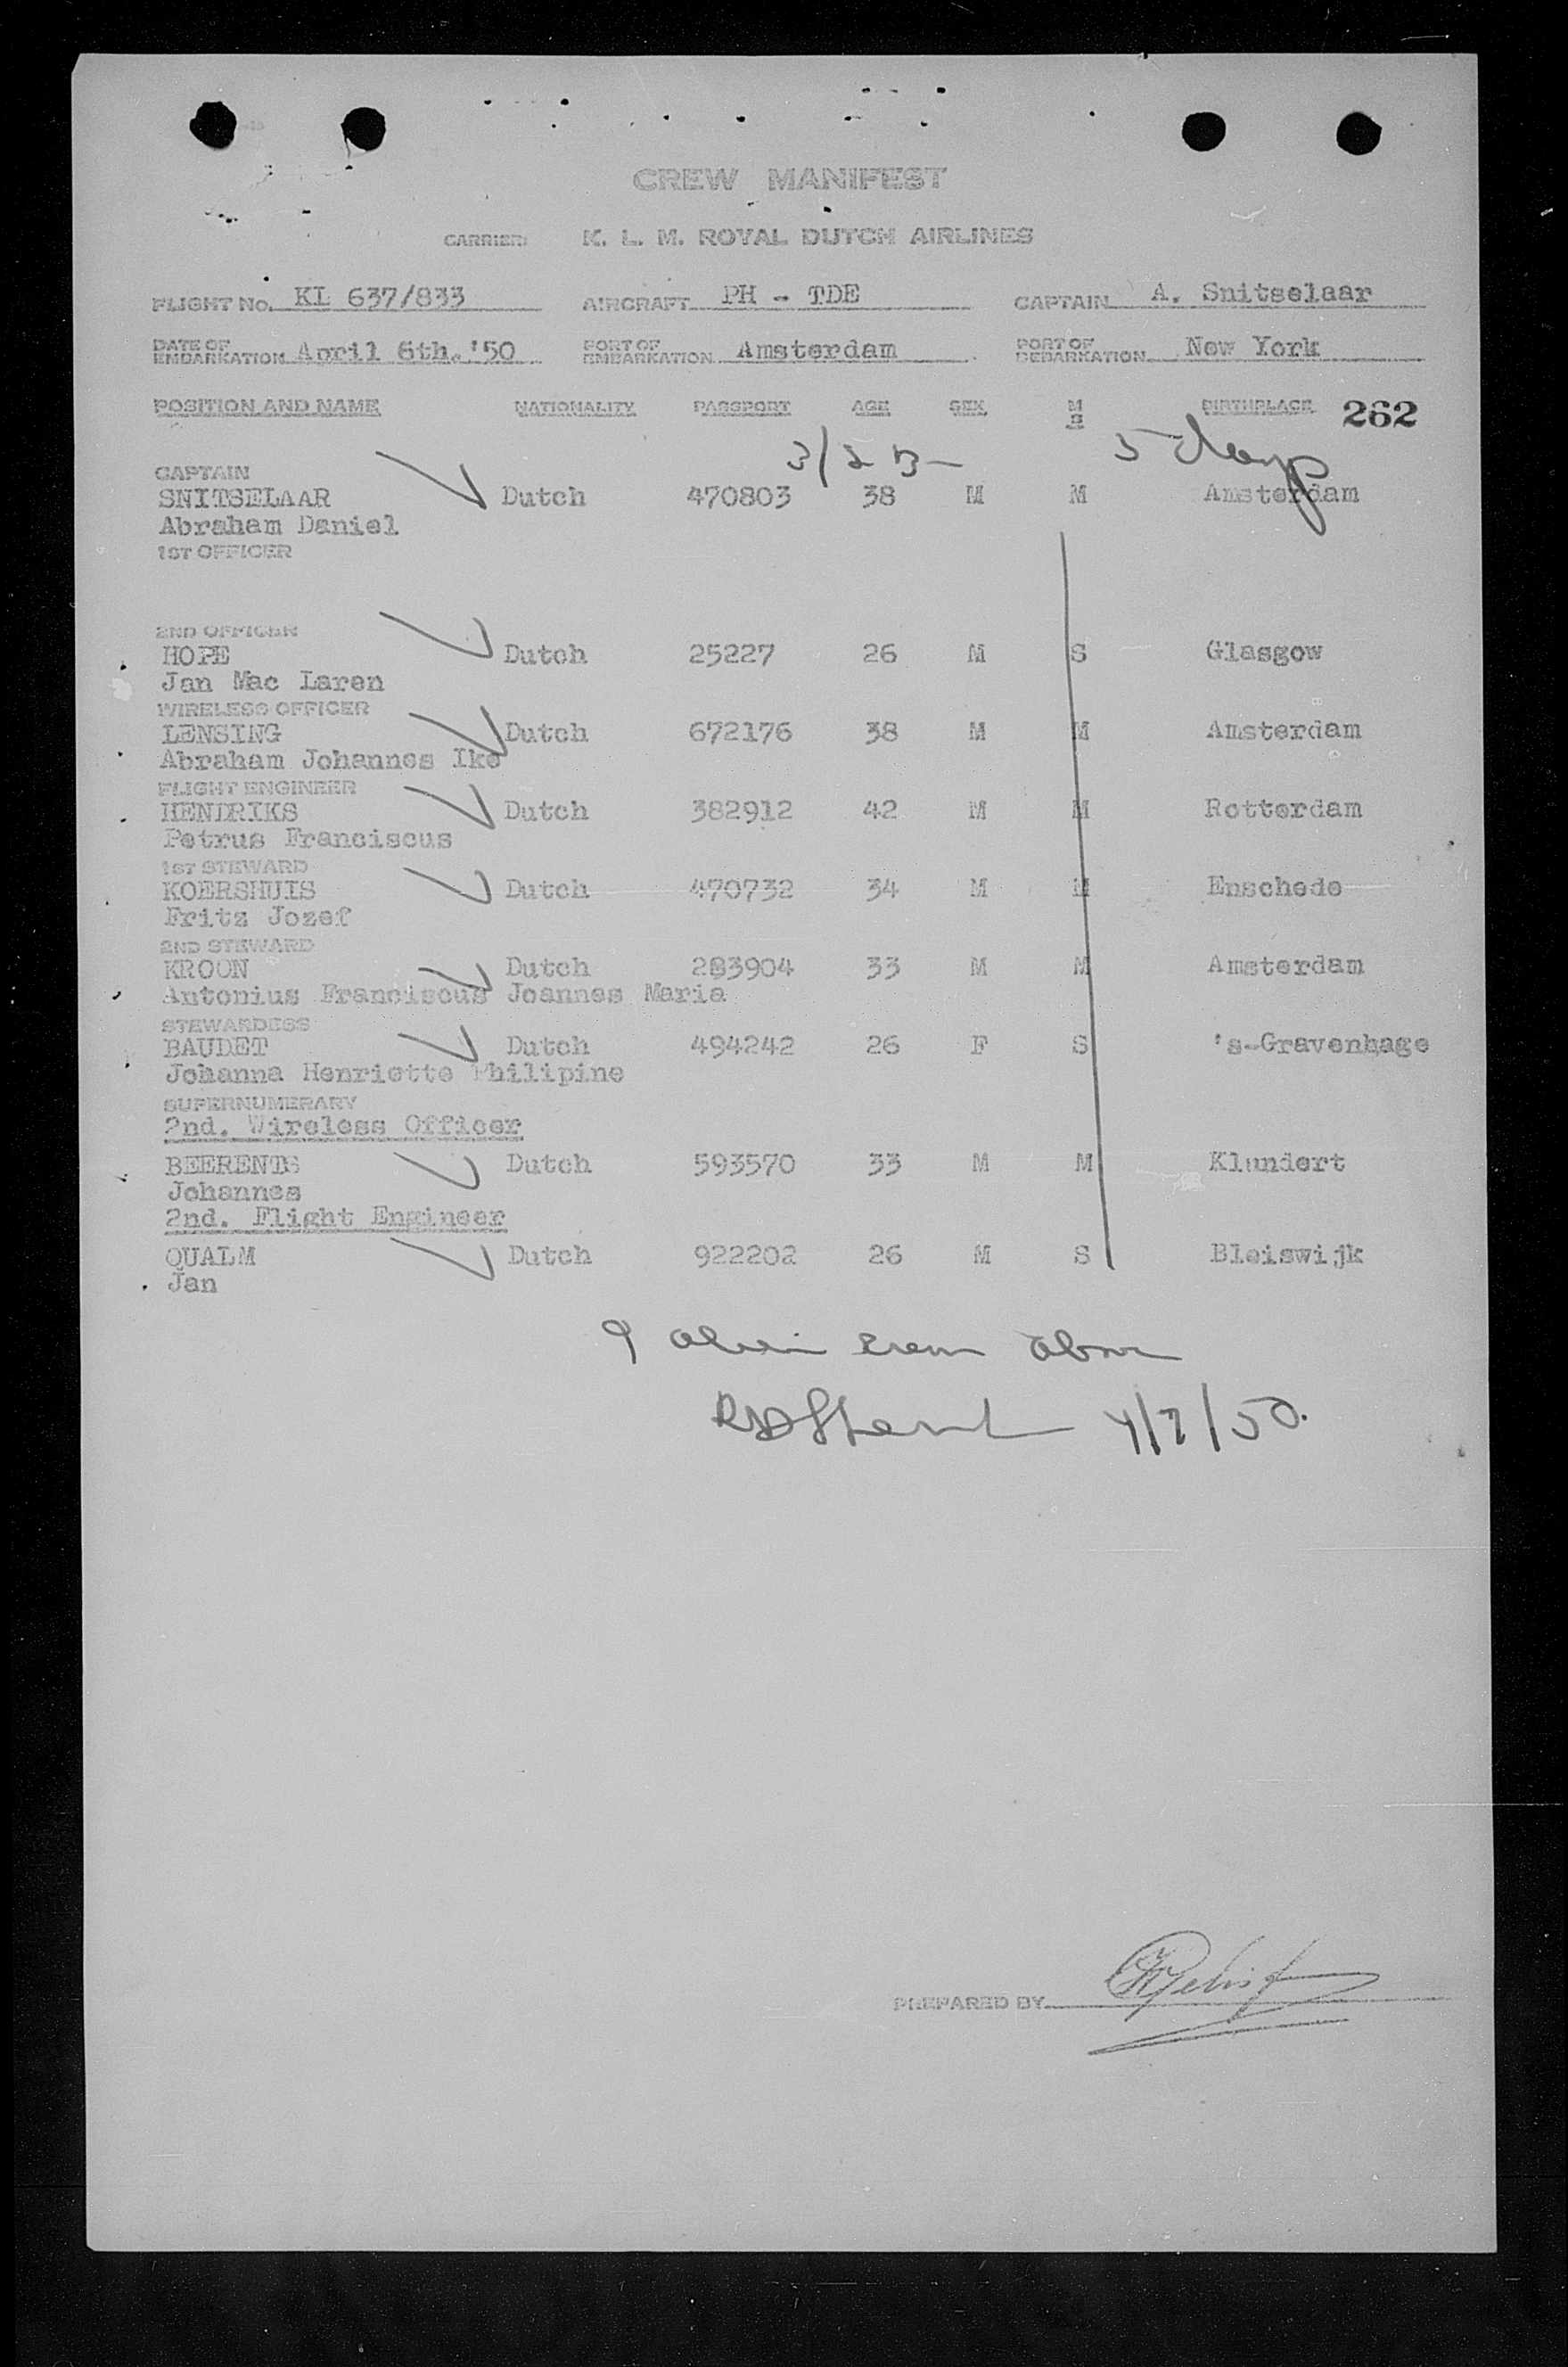 CREW MANIFEST
CARRIER: K. L. M. ROYAL DUTCH AIRLINES
FLIGHT No. KL 637/833 AIRCRAFT PH - TDE CAPTAIN A. Snitselaar
DATE OF EMBARKATION April 6th.'50 PORT OF EMBARKATION Amsterdam PORT OF DEBARKATION New York
POSITION AND NAME NATIONALITY PASSPORT AGE SEX M S BIRTHPLACE 262
5 days
CAPTAIN
SNITSELAAR Dutch 470803 38 M M Amsterdam
Abraham Daniel
1ST OFFICER
2ND OFFICER
HOPE Dutch 25227 26 M S Glasgow
Jan Mac Laren
WIRELESS OFFICER
LENSING Dutch 672176 38 M M Amsterdam
Abraham Johannes Ike
FLIGHT ENGINEER
HENDRIKS Dutch 382912 42 M M Rotterdam
Petrus Franciscus
1ST STEWARD
KOERSHUIS Dutch 470732 34 M M Enschede
Fritz Jozef
2ND STEWARD
KROON Dutch 283904 33 M M Amsterdam
Antonius Franciscus Joannes Maria
STEWARDESS
BAUDET Dutch 494242 26 F S 's-Gravenhage
Johanna Henriette Philipine
SUPERNUMERARY
2nd. Wireless Officer
BEERENTS Dutch 593570 33 M M Klundert
Johannes
2nd. Flight Engineer
QUALM Dutch 922202 26 M S Bleiswijk
Jan
9 alien crew above
4/7/50.
PREPARED BY